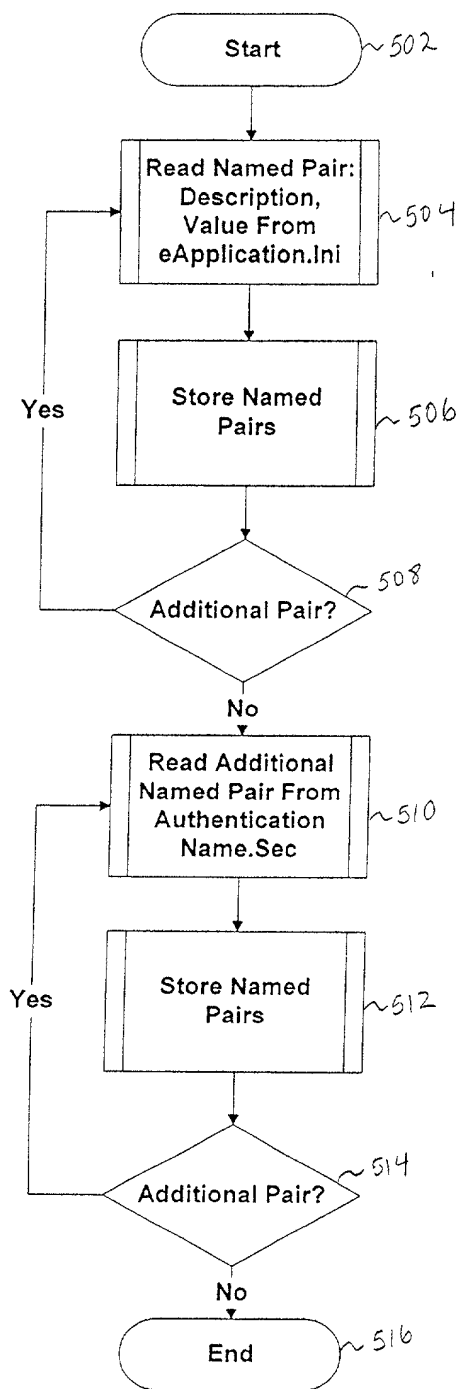 Start
502
Read Named Pair:
Description,
Value From
eApplication.Ini
504
Store Named
Pairs
506
Yes
Additional Pair?
508
No
Read Additional
Named Pair From
Authentication
Name.Sec
510
Store Named
Pairs
512
Yes
Additional Pair?
514
No
End
516